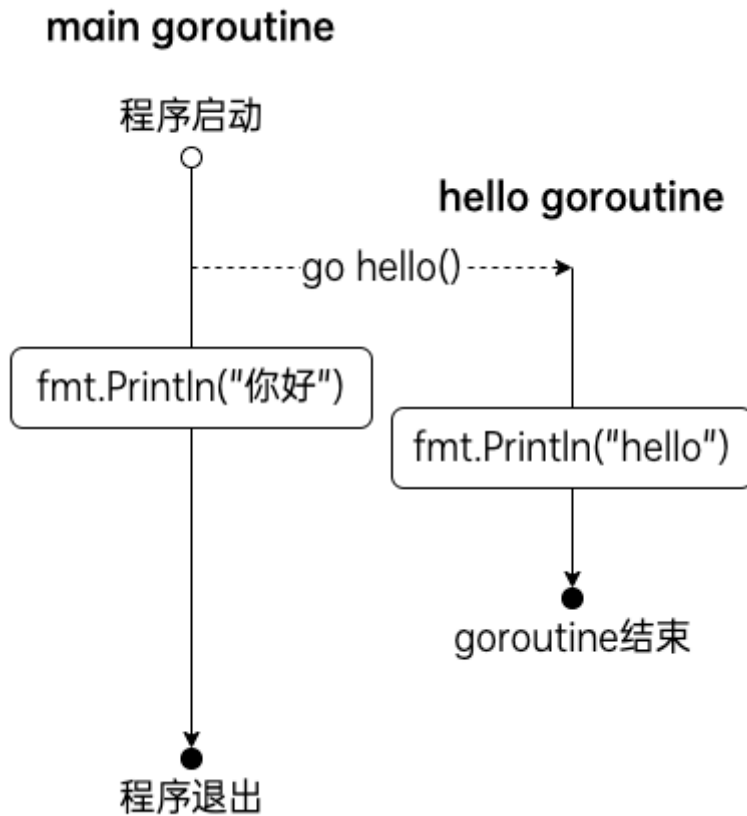 main goroutine
程序启动
hello goroutine
go hello()
fmt.Println("你好")
fmt.Println("hello")
goroutine结束
程序退出